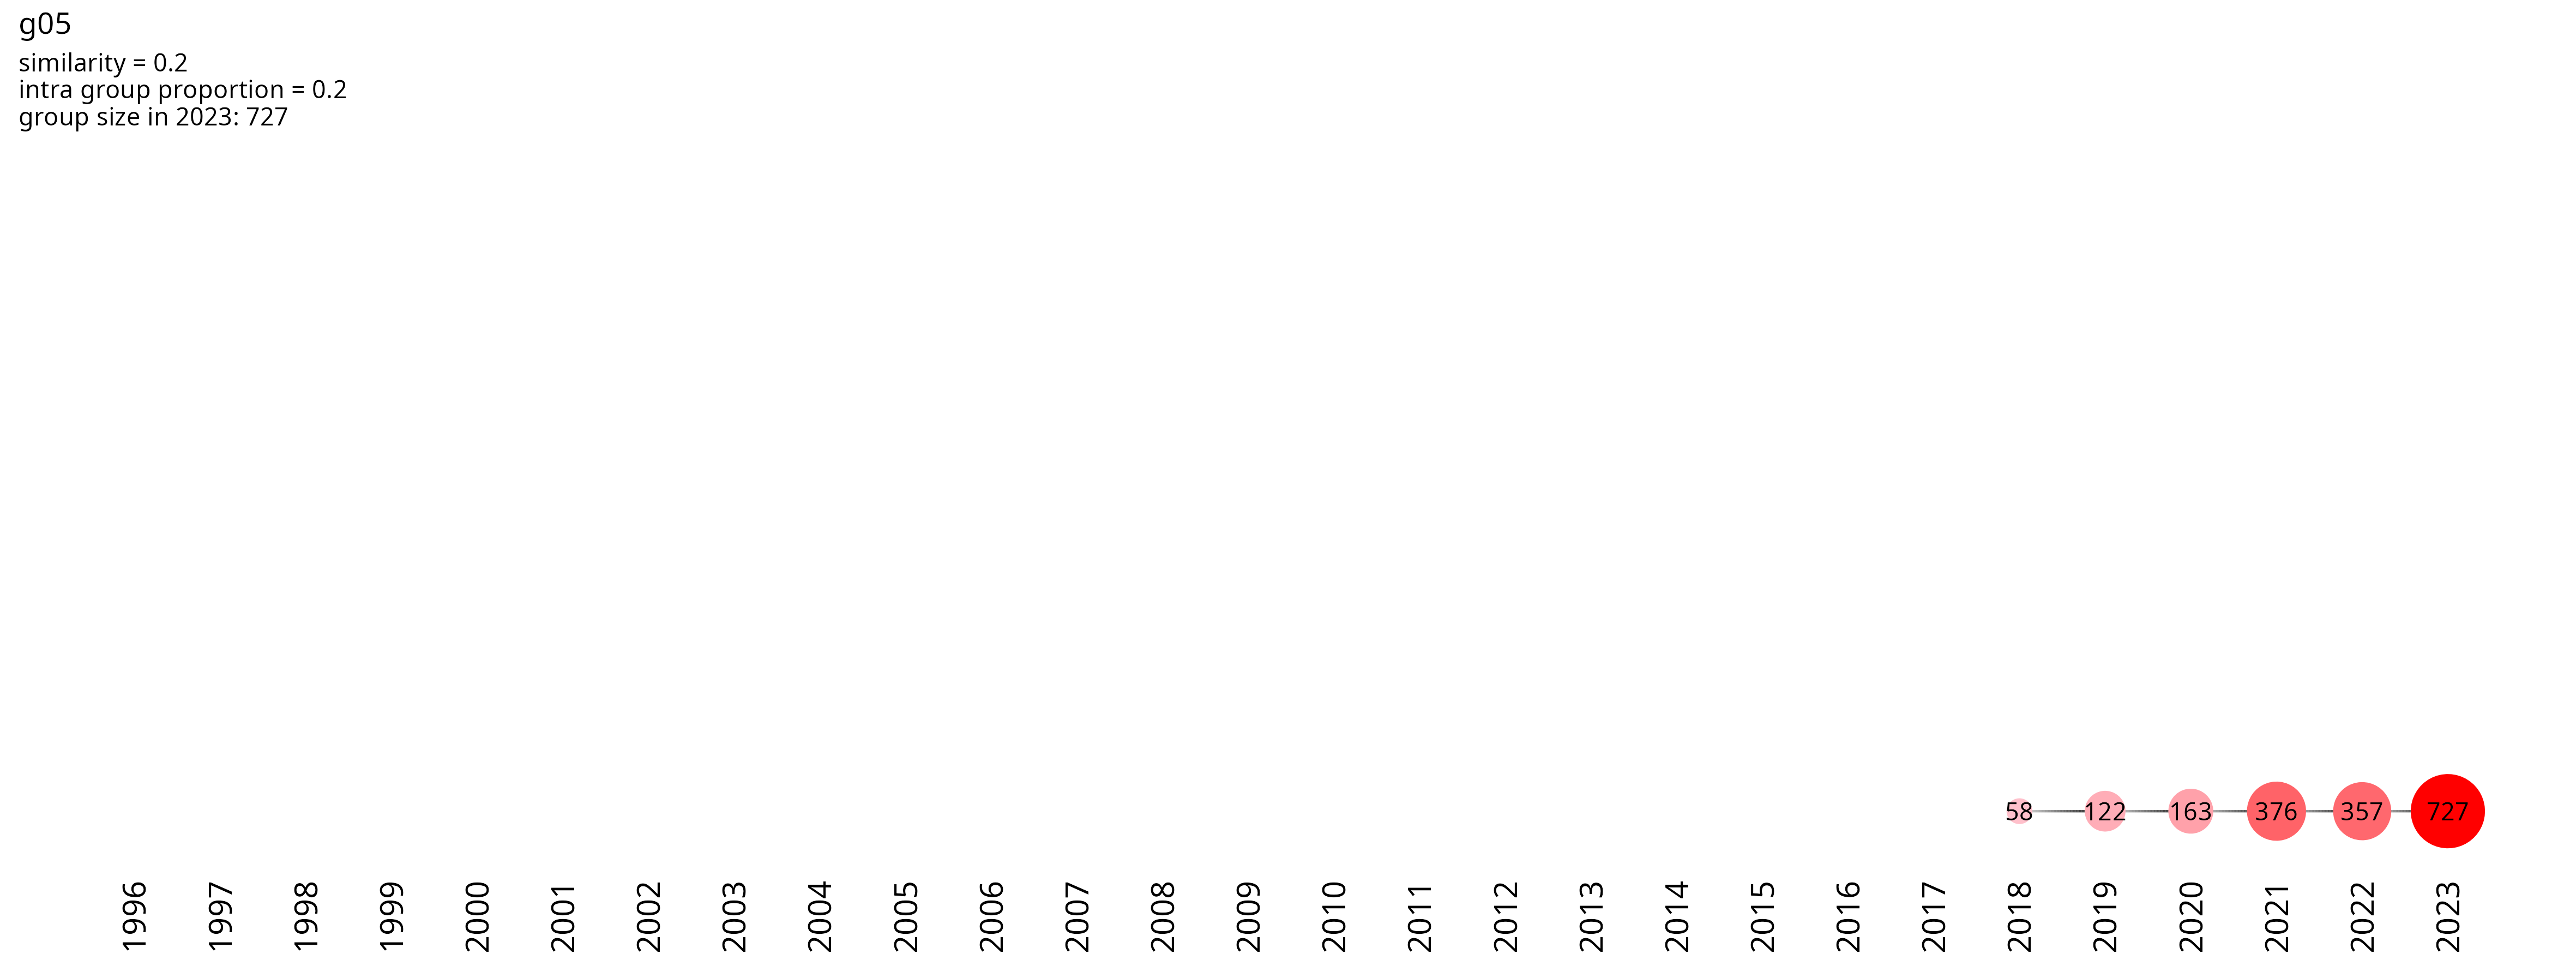 g05
similarity = 0.2
intra group proportion = 0.2
group size in 2023: 727
58 122 163 376 357 727
1996 1997 1998 1999 2000 2001 2002 2003 2004 2005 2006 2007 2008 2009 2010 2011 2012 2013 2014 2015 2016 2017 2018 2019 2020 2021 2022 2023